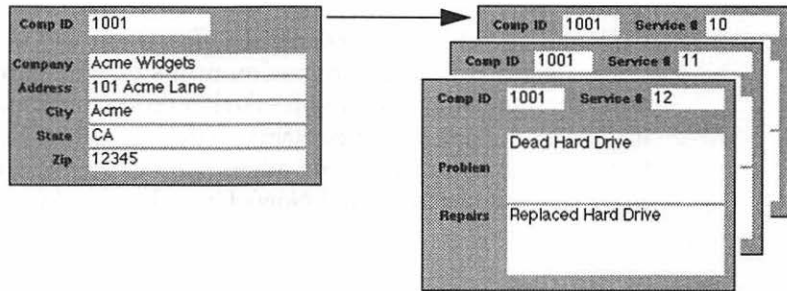 Comp ID 1001
Company Acme Widgets
Address 101 Acme Lane
City Acme
State CA
Zip 12345
Comp ID 1001 Service # 10
Comp ID 1001 Service # 11
Comp ID 1001 Service # 12
Problem Dead Hard Drive
Repairs Replaced Hard Drive